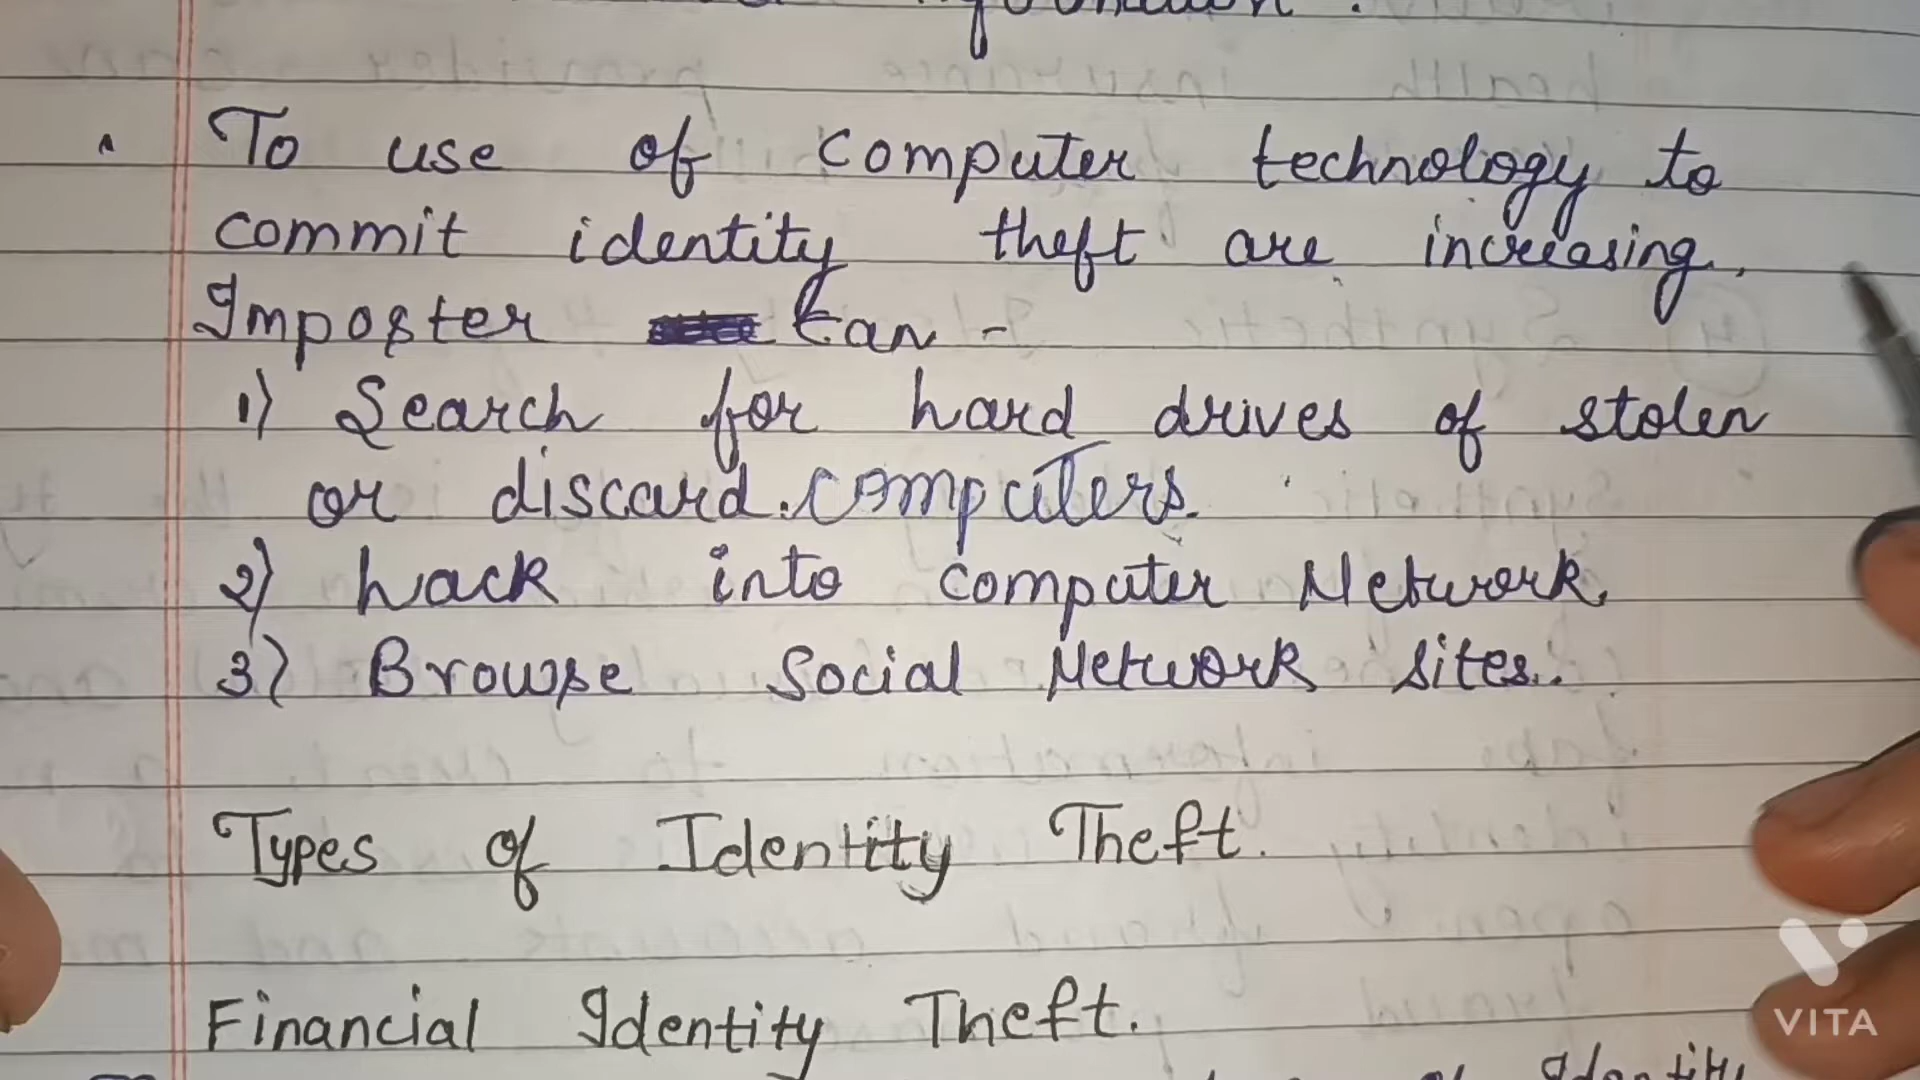 • To use of computer technology to
commit identity theft are increasing.
Imposter can -
1) Search for hard drives of stolen
or discard. computers.
2) hack into computer Network.
3) Browse Social Network sites.
Types of Identity Theft.
Financial Identity Theft.
of Identity
VITA